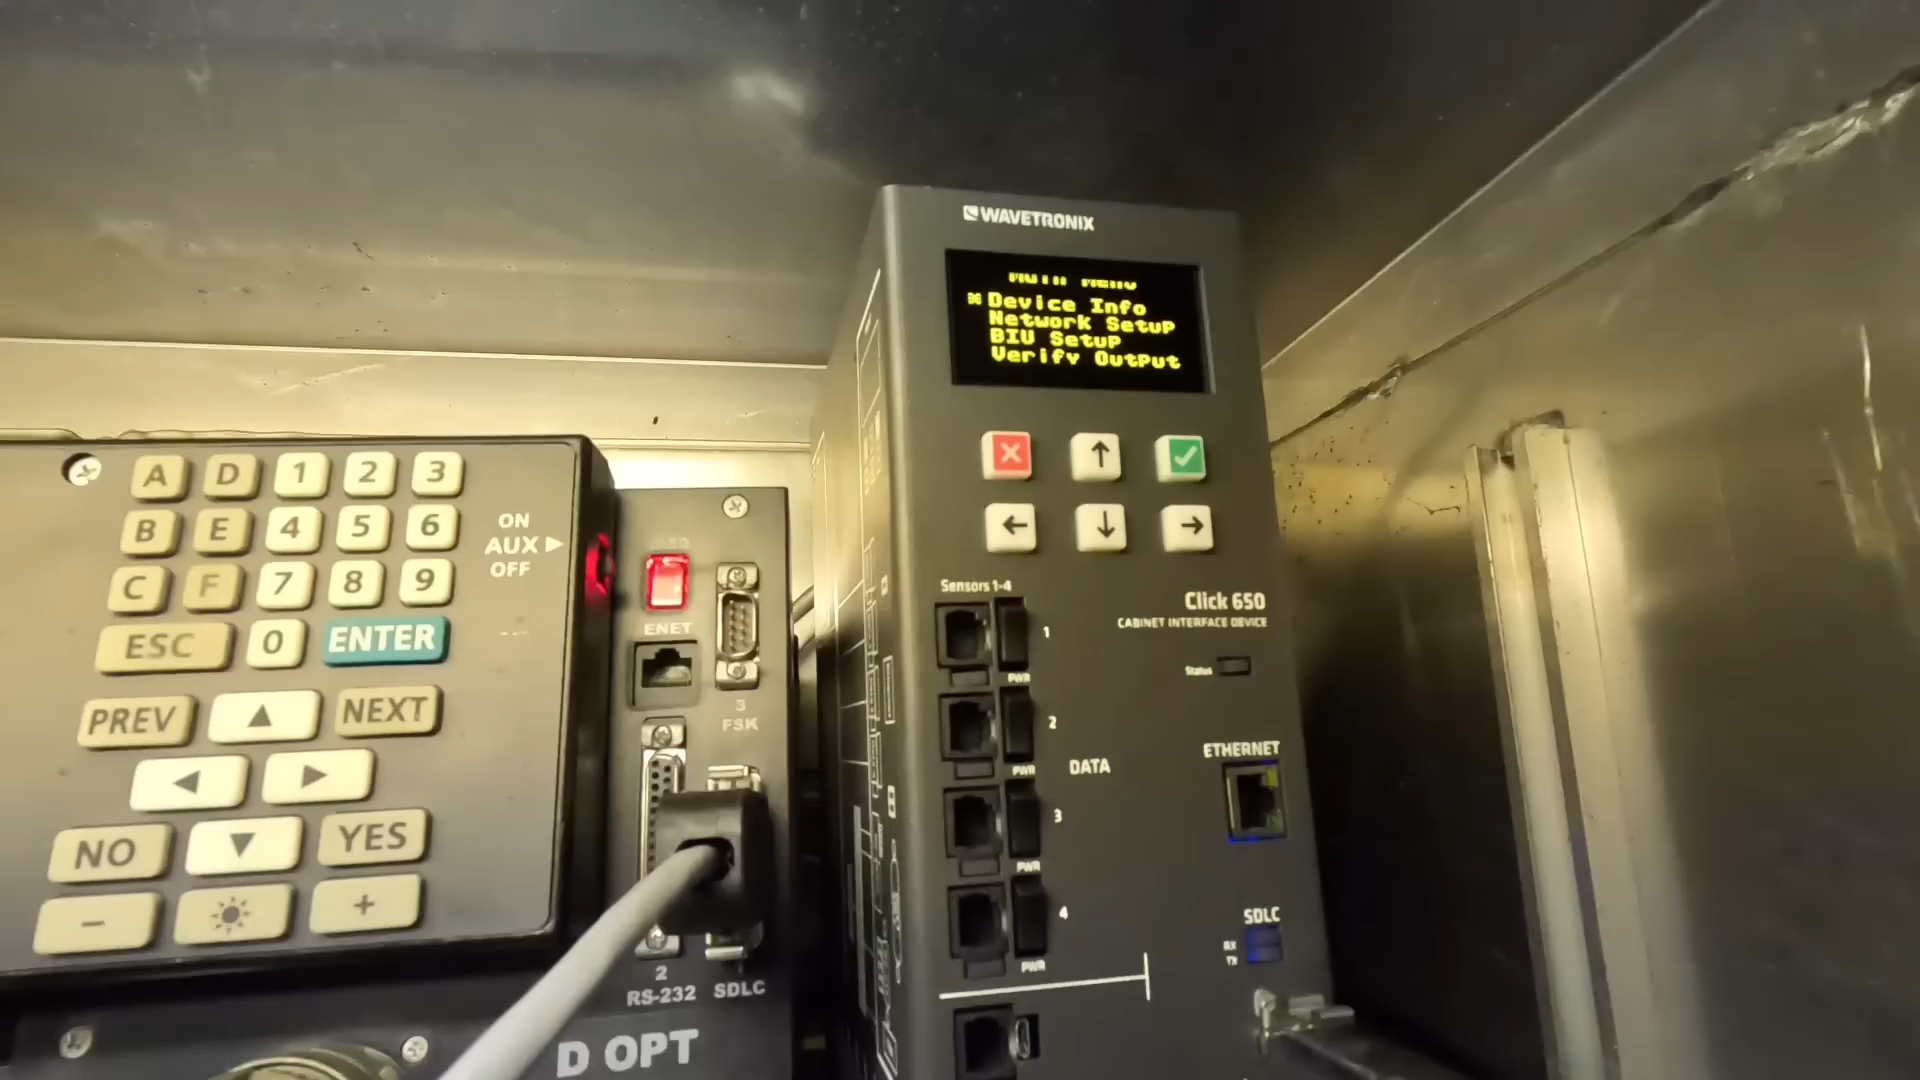 WAVETRONIX
Main Menu
Device Info
Network Setup
BIU Setup
Verify Output
A D 1 2 3
B E 4 5 6
C F 7 8 9
ESC 0 ENTER
PREV ▲ NEXT
◀ ▶
NO ▼ YES
- +
ON
AUX ▶
OFF
ENET
3
FSK
2
RS-232 SDLC
D OPT
Sensors 1-4
Click 650
CABINET INTERFACE DEVICE
Status
1
PWR
2
PWR
DATA
3
PWR
4
PWR
ETHERNET
SDLC
RX
TX